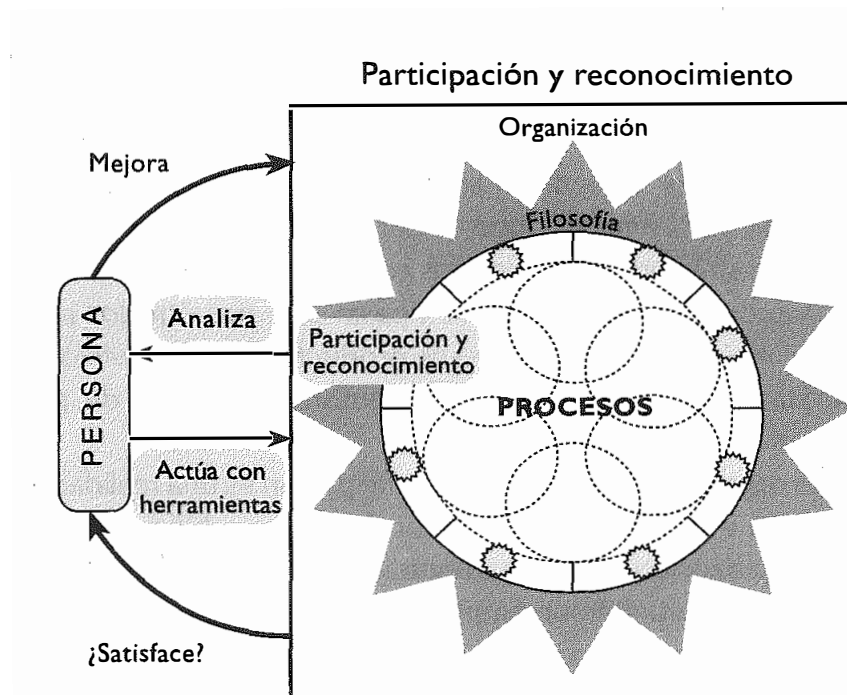 Participación y reconocimiento
Organización
Mejora
Filosofía
PERSONA
Analiza
Participación y
reconocimiento
PROCESOS
Actúa con
herramientas
¿Satisface?